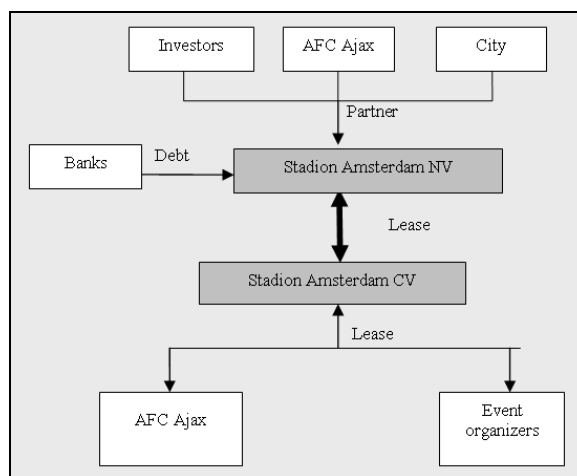 Investors
AFC Ajax
City
Partner
Banks
Debt
Stadion Amsterdam NV
Lease
Stadion Amsterdam CV
Lease
AFC Ajax
Event
organizers